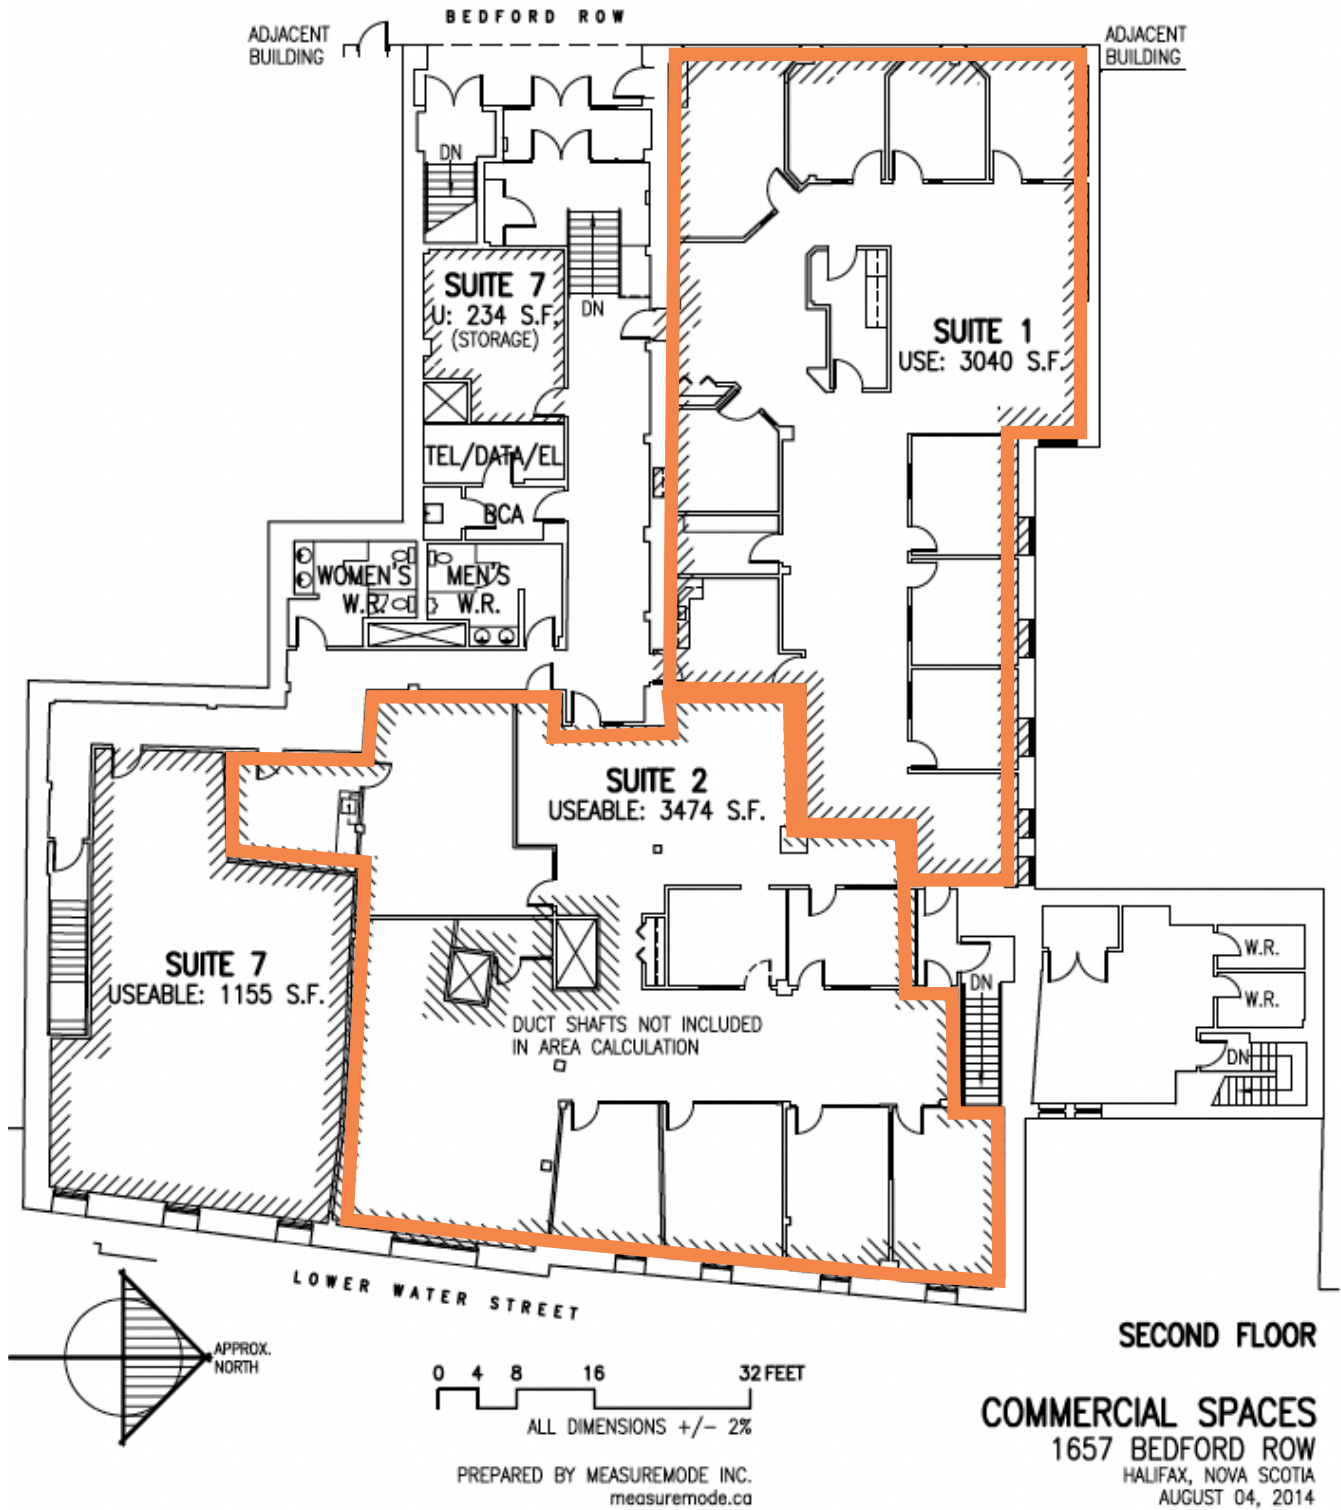 BEDFORD ROW
ADJACENT
BUILDING
ADJACENT
BUILDING
DN
SUITE 7
U: 234 S.F.
(STORAGE)
DN
SUITE 1
USE: 3040 S.F.
TEL/DATA/EL
BCA
WOMEN'S
W.R.
MEN'S
W.R.
SUITE 2
USEABLE: 3474 S.F.
SUITE 7
USEABLE: 1155 S.F.
DUCT SHAFTS NOT INCLUDED
IN AREA CALCULATION
DN
W.R.
W.R.
DN
LOWER WATER STREET
APPROX.
NORTH
0 4 8 16 32 FEET
ALL DIMENSIONS +/- 2%
PREPARED BY MEASUREMODE INC.
measuremode.ca
SECOND FLOOR
COMMERCIAL SPACES
1657 BEDFORD ROW
HALIFAX, NOVA SCOTIA
AUGUST 04, 2014